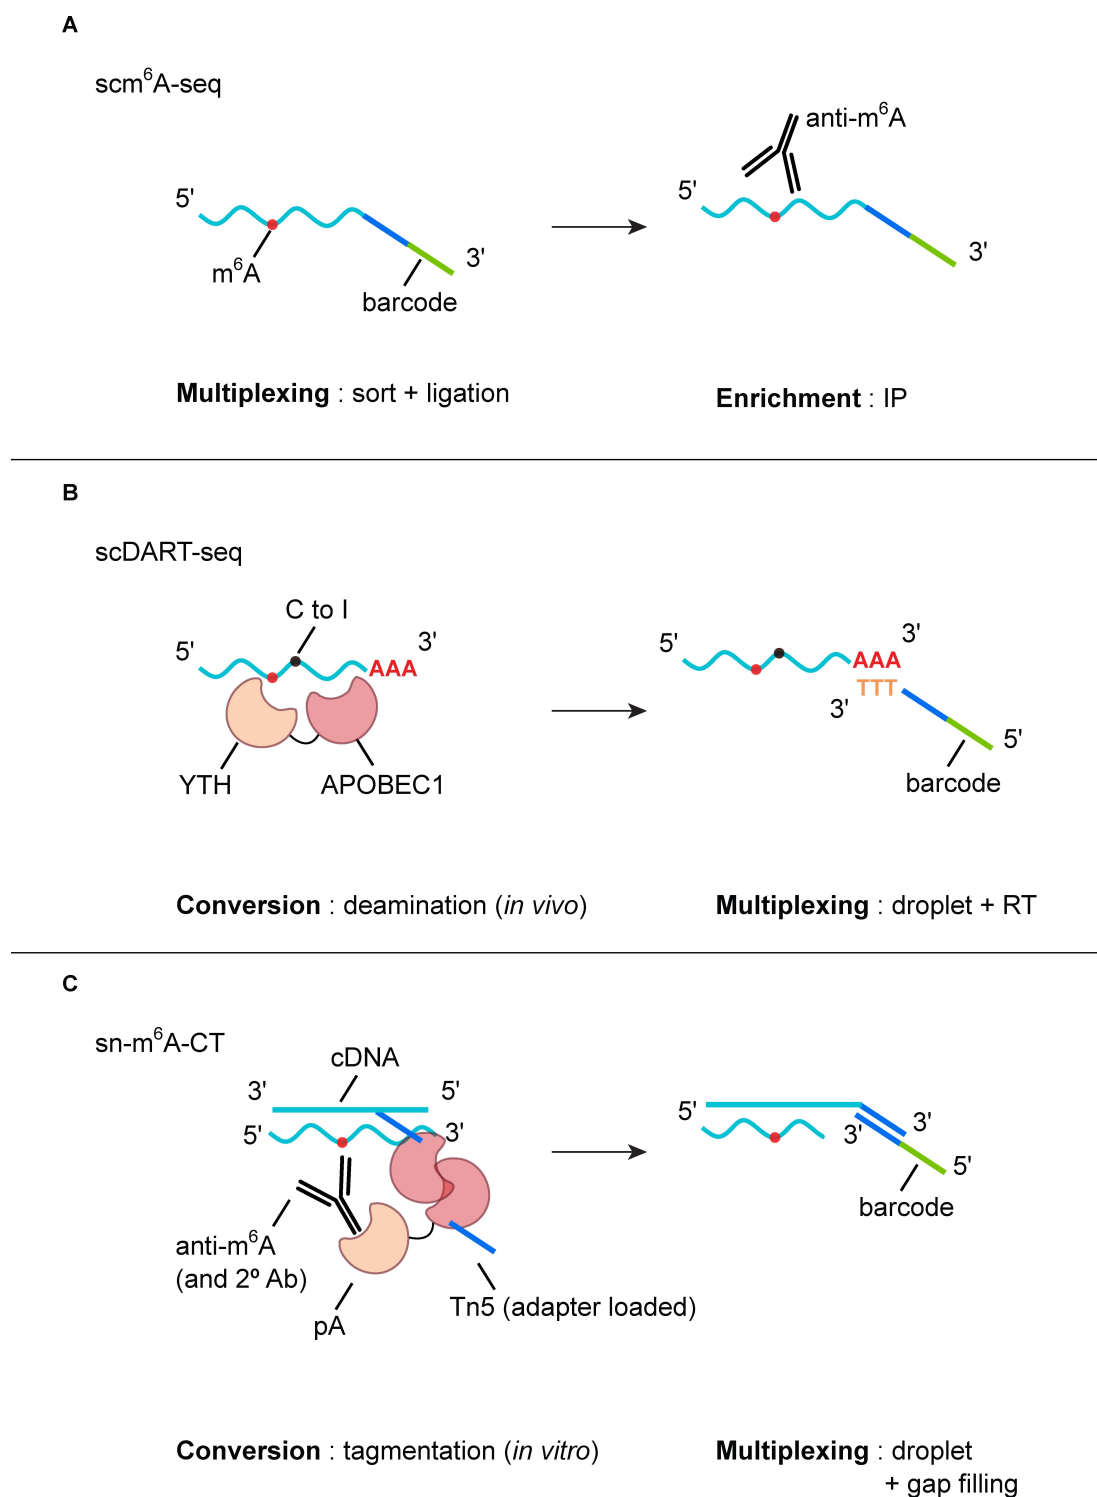 A
scm⁶A-seq
anti-m⁶A
5'
5'
m⁶A
3'
3'
barcode
Multiplexing : sort + ligation
Enrichment : IP
B
scDART-seq
C to I
5'
3'
AAA
5'
3'
AAA
TTT
3'
5'
YTH
APOBEC1
barcode
Conversion : deamination (in vivo)
Multiplexing : droplet + RT
C
sn-m⁶A-CT
cDNA
3'
5'
5'
3'
5'
3'
3'
5'
barcode
anti-m⁶A
(and 2º Ab)
pA
Tn5 (adapter loaded)
Conversion : tagmentation (in vitro)
Multiplexing : droplet
+ gap filling